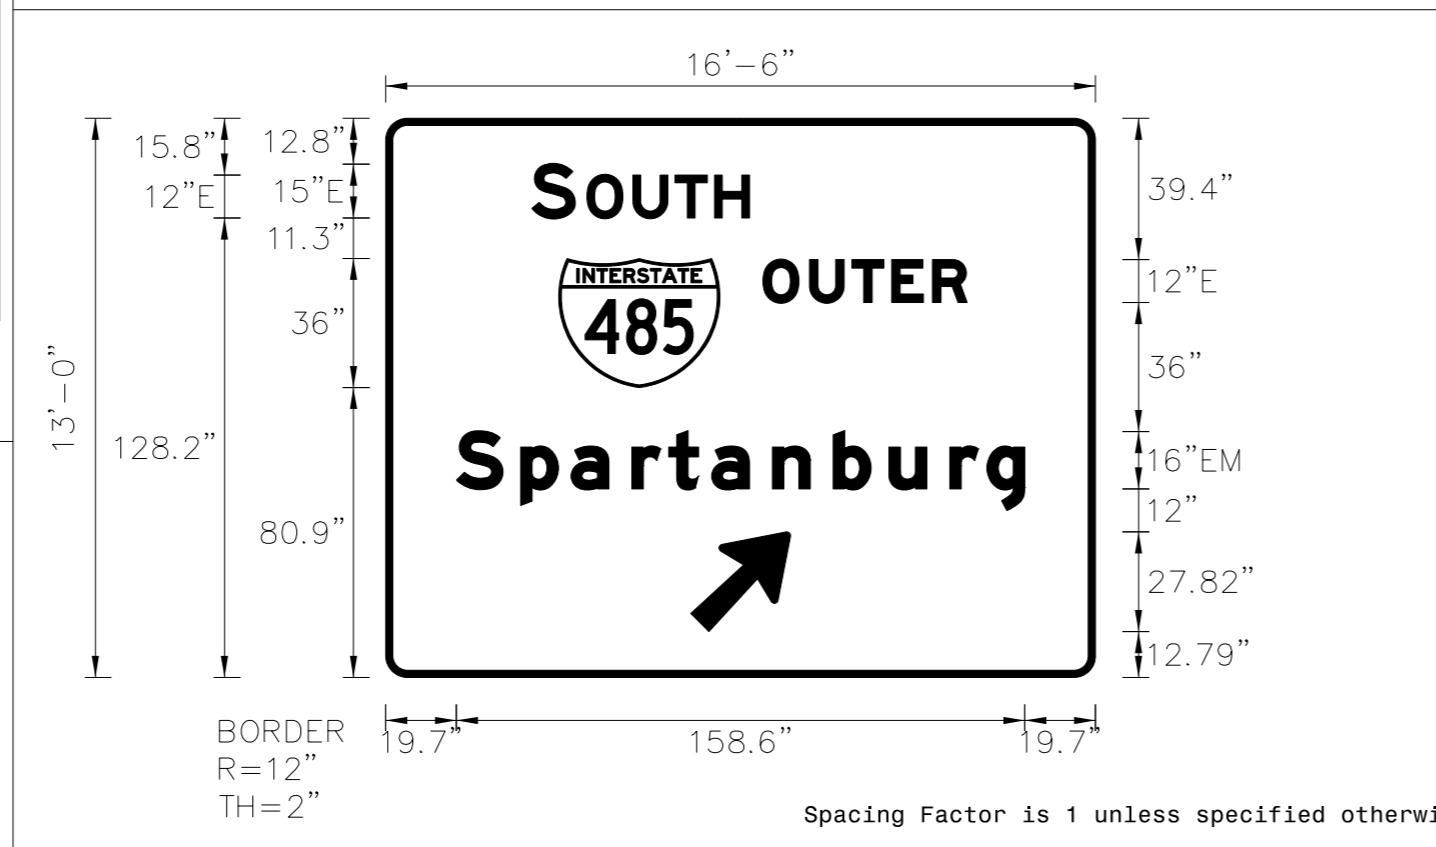 16'-6"
15.8"
12.8"
12"E
15"E
11.3"
36"
13'-0"
128.2"
80.9"
SOUTH
INTERSTATE
485
OUTER
Spartanburg
39.4"
12"E
36"
16"EM
12"
27.82"
12.79"
19.7"
158.6"
19.7"
BORDER
R=12"
TH=2"
Spacing Factor is 1 unless specified otherwi